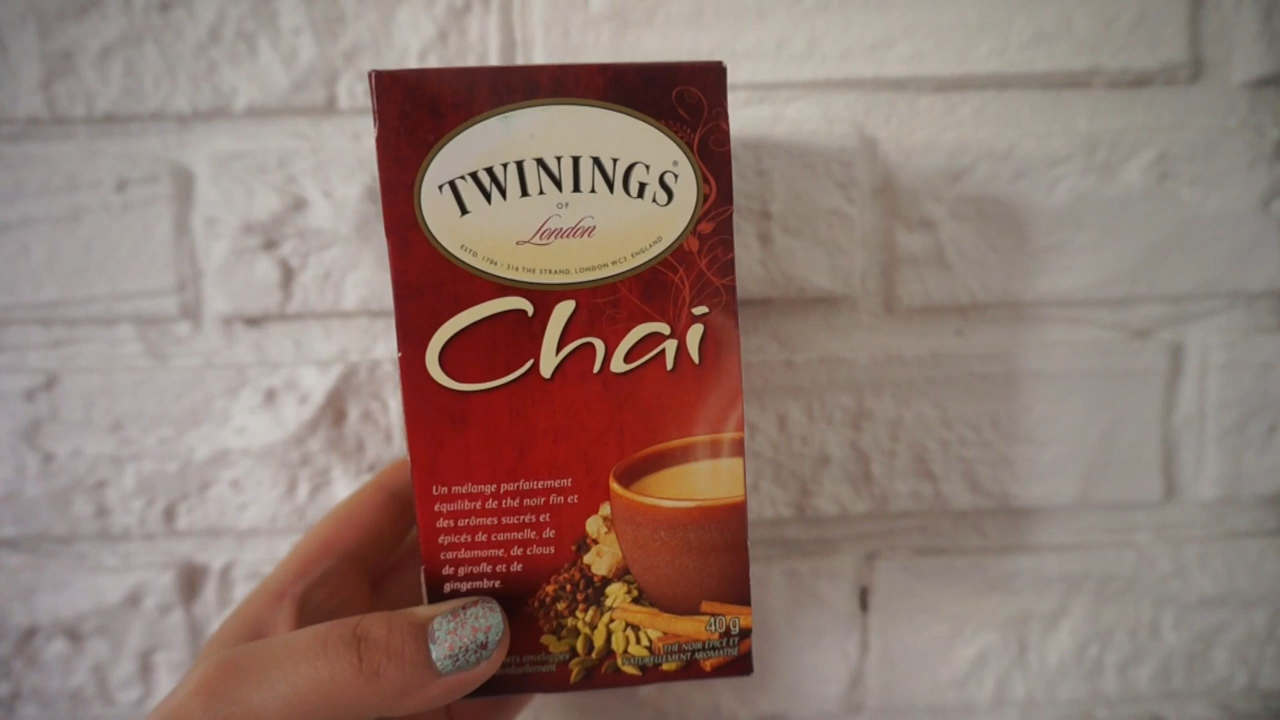 TWININGS®
OF
London
ESTD. 1706 • 216 THE STRAND, LONDON WC2, ENGLAND
Chai
Un mélange parfaitement
équilibré de thé noir fin et
des arômes sucrés et
épicés de cannelle, de
cardamome, de clous
de girofle et de
gingembre.
40 g
THÉ NOIR ÉPICÉ ET
NATURELLEMENT AROMATISÉ
enveloppés